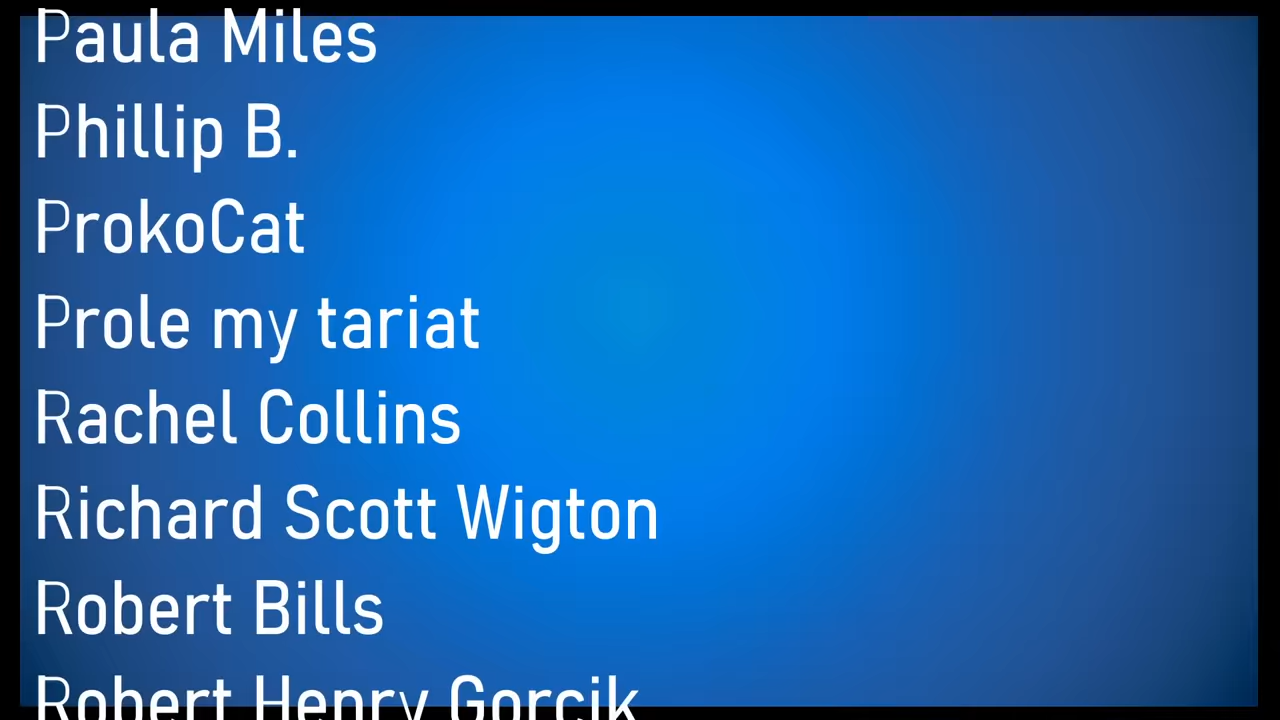 Paula Miles
Phillip B.
ProkoCat
Prole my tariat
Rachel Collins
Richard Scott Wigton
Robert Bills
Robert Henry Gorcik